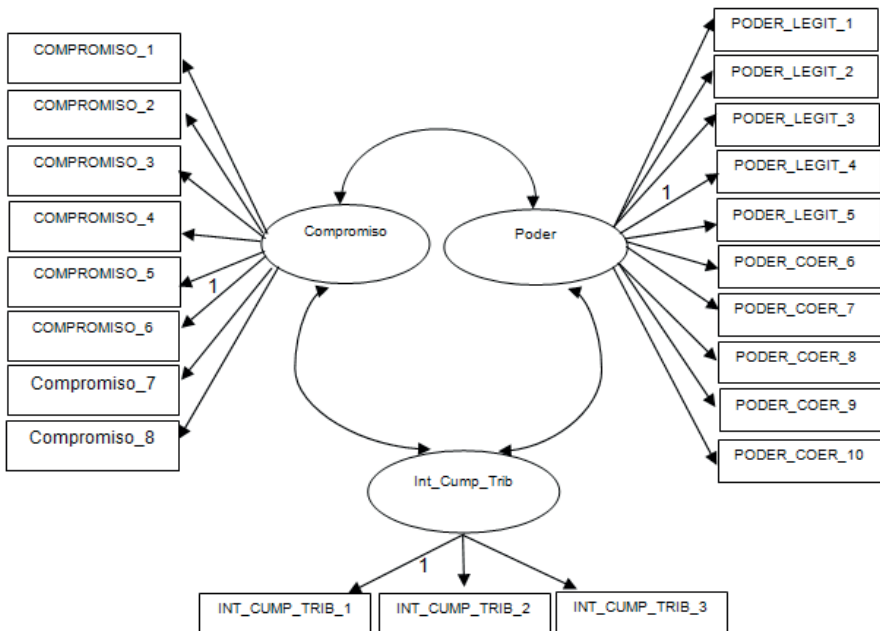 COMPROMISO_1
COMPROMISO_2
COMPROMISO_3
COMPROMISO_4
COMPROMISO_5
1
COMPROMISO_6
Compromiso_7
Compromiso_8
Compromiso
Poder
PODER_LEGIT_1
PODER_LEGIT_2
PODER_LEGIT_3
PODER_LEGIT_4
1
PODER_LEGIT_5
PODER_COER_6
PODER_COER_7
PODER_COER_8
PODER_COER_9
PODER_COER_10
Int_Cump_Trib
1
INT_CUMP_TRIB_1
INT_CUMP_TRIB_2
INT_CUMP_TRIB_3